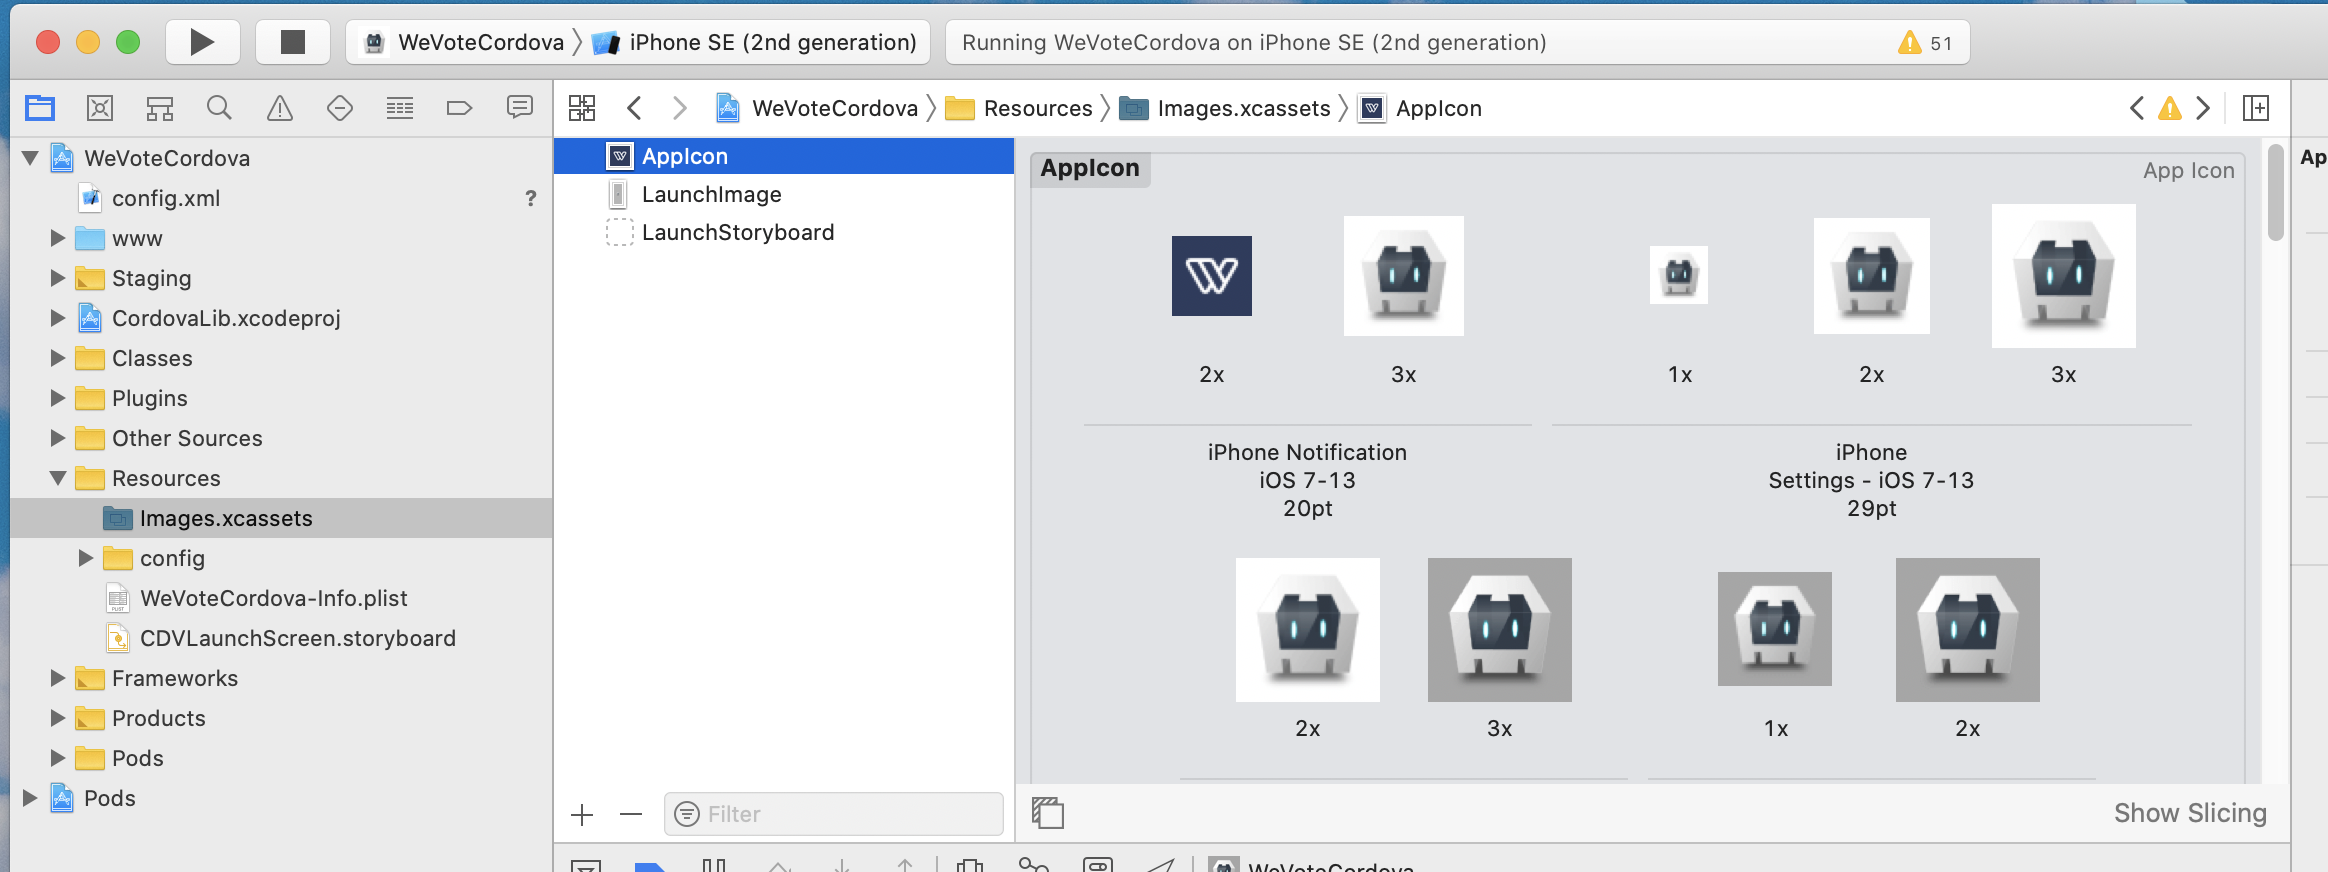 WeVoteCordova
iPhone SE (2nd generation)
Running WeVoteCordova on iPhone SE (2nd generation)
51
WeVoteCordova
Resources
Images.xcassets
AppIcon
WeVoteCordova
config.xml
?
www
Staging
CordovaLib.xcodeproj
Classes
Plugins
Other Sources
Resources
Images.xcassets
config
WeVoteCordova-Info.plist
CDVLaunchScreen.storyboard
Frameworks
Products
Pods
Pods
AppIcon
LaunchImage
LaunchStoryboard
Filter
AppIcon
App Icon
2x
3x
1x
2x
3x
iPhone Notification
iOS 7-13
20pt
iPhone
Settings - iOS 7-13
29pt
2x
3x
1x
2x
Show Slicing
WeVoteCordova
Ap